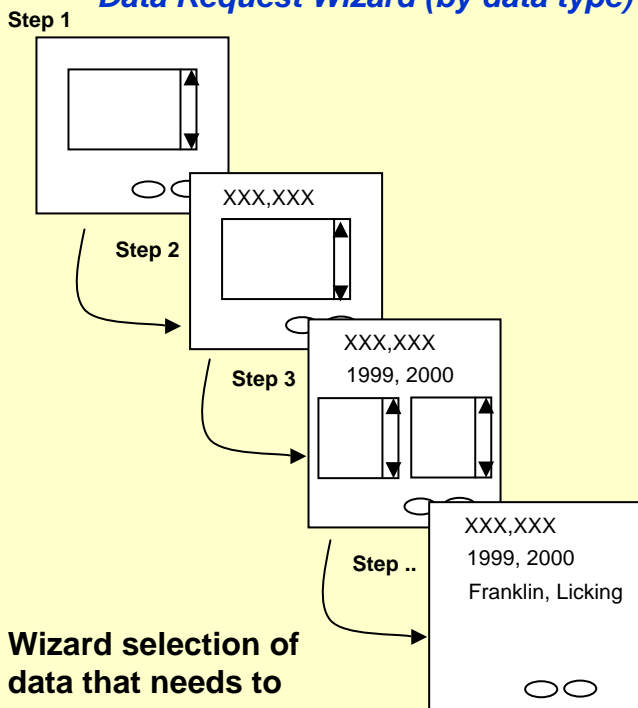 Data Request Wizard (by data type)
Step 1
XXX,XXX
Step 2
XXX,XXX
1999, 2000
Step 3
XXX,XXX
1999, 2000
Franklin, Licking
Step ..
Wizard selection of
data that needs to